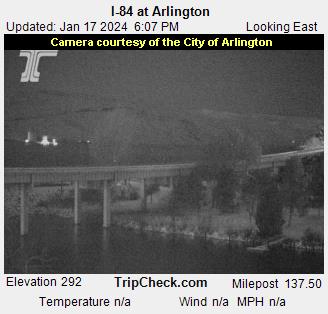 I-84 at Arlington
Updated: Jan 17 2024 6:07 PM Looking East
Camera courtesy of the City of Arlington
Elevation 292 TripCheck.com Milepost 137.50
Temperature n/a Wind n/a MPH n/a